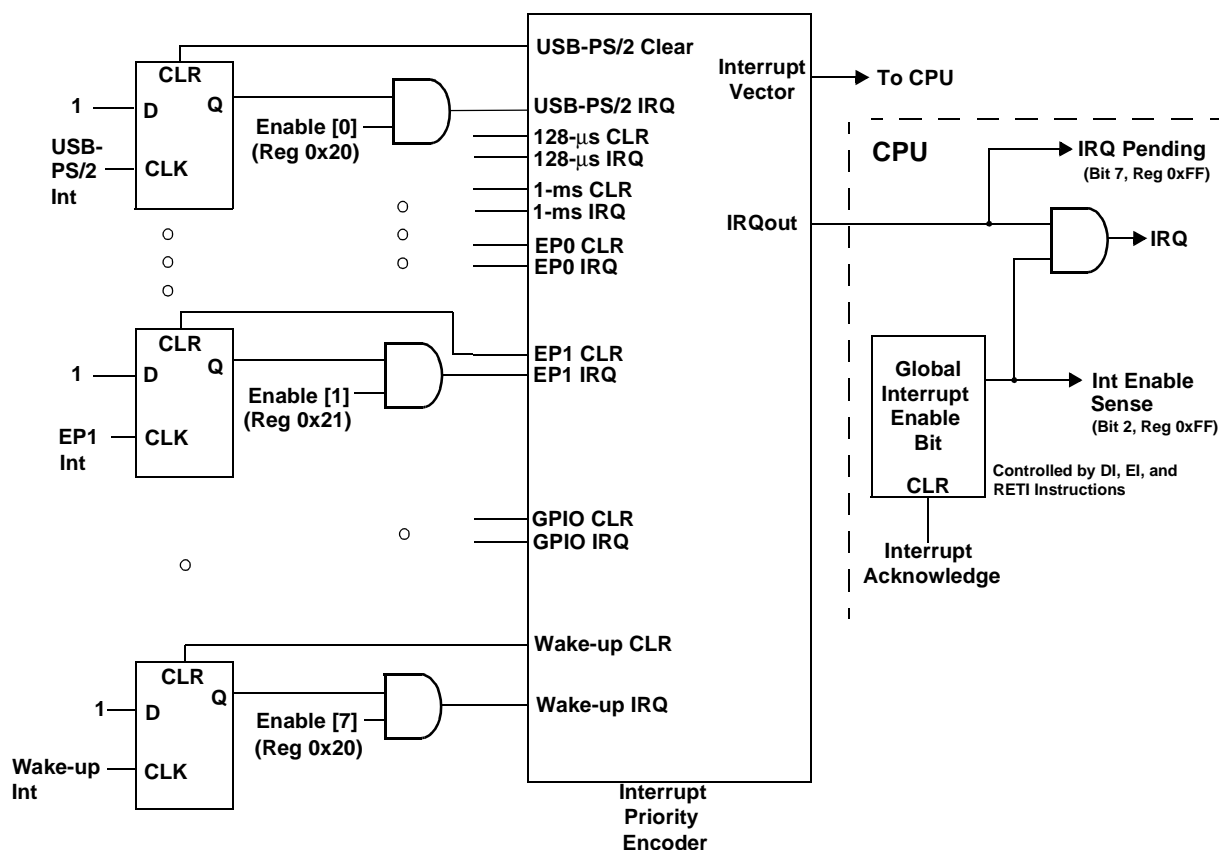 CLR
1
D
Q
USB-
PS/2
Int
CLK
Enable [0]
(Reg 0x20)
USB-PS/2 Clear
USB-PS/2 IRQ
128-μs CLR
128-μs IRQ
1-ms CLR
1-ms IRQ
EP0 CLR
EP0 IRQ
Interrupt
Vector
To CPU
CPU
IRQ Pending
(Bit 7, Reg 0xFF)
IRQout
IRQ
CLR
1
D
Q
EP1
Int
CLK
Enable [1]
(Reg 0x21)
EP1 CLR
EP1 IRQ
Global
Interrupt
Enable
Bit
CLR
Int Enable
Sense
(Bit 2, Reg 0xFF)
Controlled by DI, EI, and
RETI Instructions
Interrupt
Acknowledge
GPIO CLR
GPIO IRQ
CLR
1
D
Q
Wake-up
Int
CLK
Enable [7]
(Reg 0x20)
Wake-up CLR
Wake-up IRQ
Interrupt
Priority
Encoder